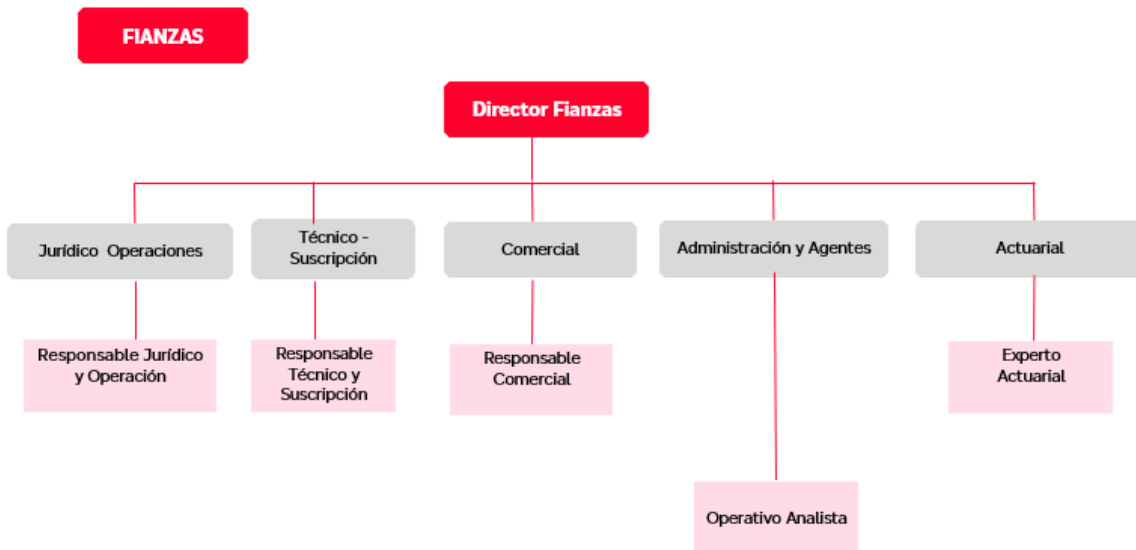 FIANZAS
Director Fianzas
Jurídico Operaciones
Técnico -
Suscripción
Comercial
Administración y Agentes
Actuarial
Responsable Jurídico
y Operación
Responsable
Técnico y
Suscripción
Responsable
Comercial
Experto
Actuarial
Operativo Analista